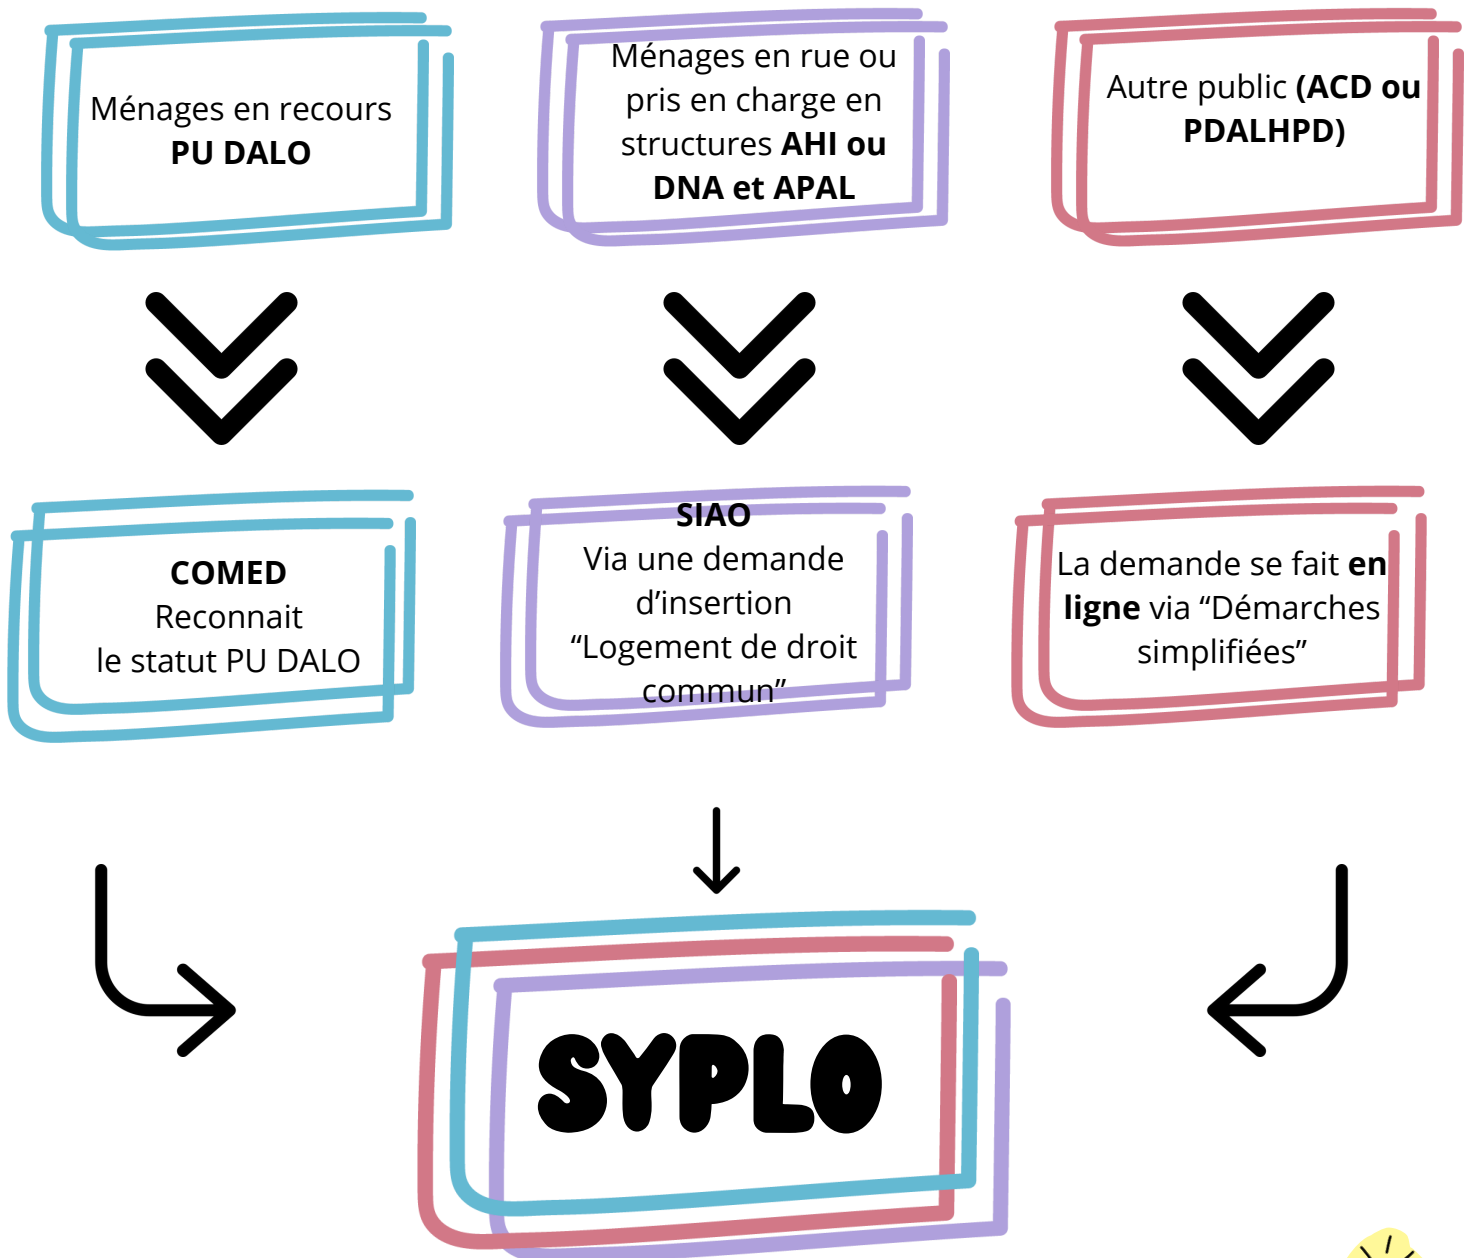 Ménages en recours
PU DALO
Ménages en rue ou
pris en charge en
structures AHI ou
DNA et APAL
Autre public (ACD ou
PDALHPD)
COMED
Reconnait
le statut PU DALO
SIAO
Via une demande
d’insertion
“Logement de droit
commun”
La demande se fait en
ligne via “Démarches
simplifiées”
SYPLO